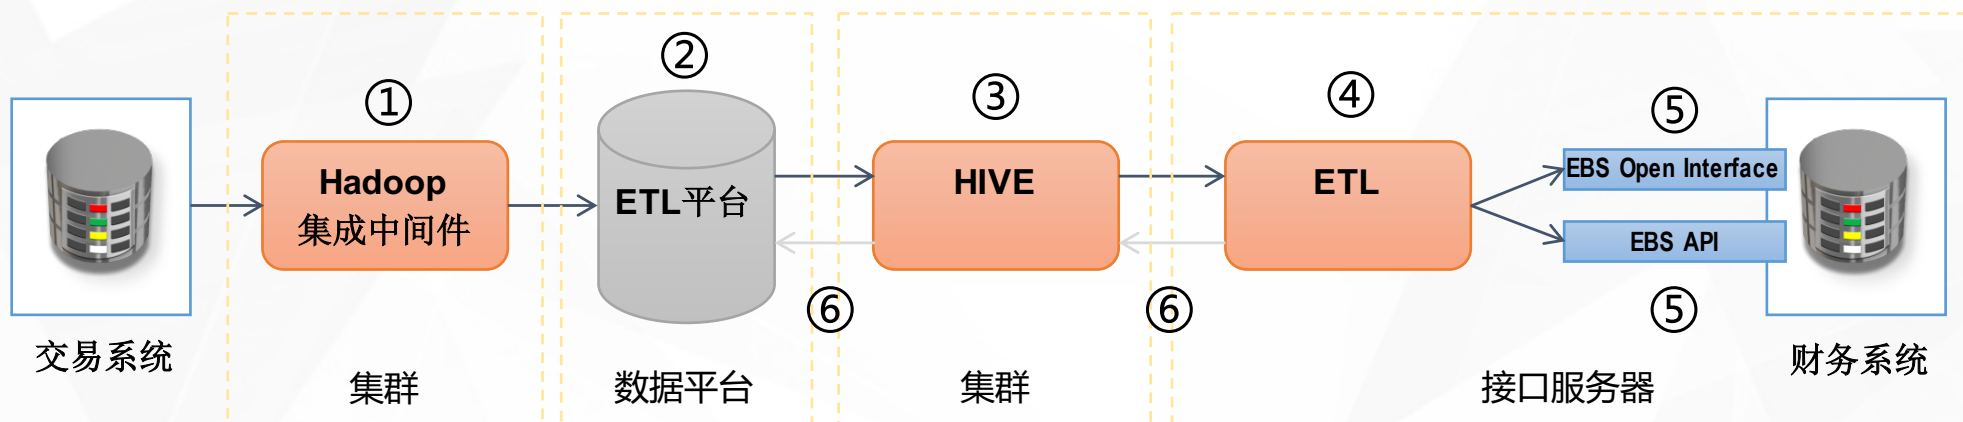 交易系统
①
Hadoop
集成中间件
集群
②
ETL平台
数据平台
⑥
③
HIVE
集群
⑥
④
ETL
⑤
EBS Open Interface
EBS API
⑤
接口服务器
财务系统